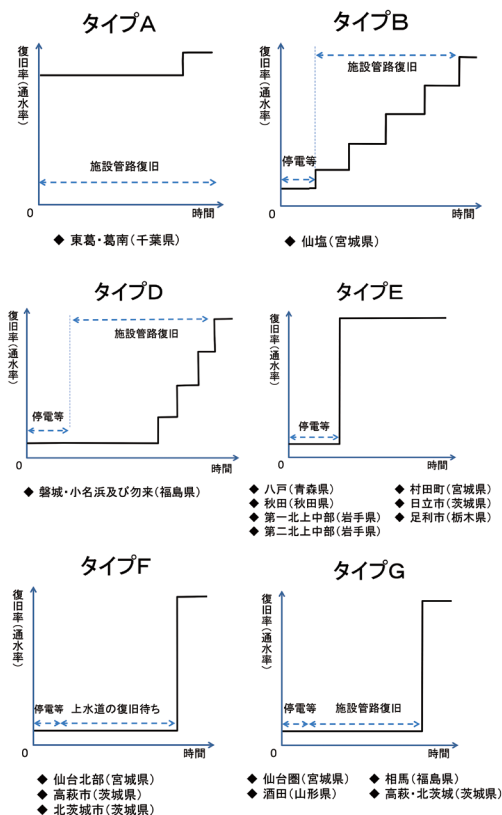 タイプA
復旧率(通水率)
施設管路復旧
0
時間
◆ 東葛・葛南(千葉県)
タイプB
復旧率(通水率)
施設管路復旧
停電等
0
時間
◆ 仙塩(宮城県)
タイプD
復旧率(通水率)
施設管路復旧
停電等
0
時間
◆ 磐城・小名浜及び勿来(福島県)
タイプE
復旧率(通水率)
停電等
0
時間
◆ 八戸(青森県)
◆ 秋田(秋田県)
◆ 第一北上中部(岩手県)
◆ 第二北上中部(岩手県)
◆ 村田町(宮城県)
◆ 日立市(茨城県)
◆ 足利市(栃木県)
タイプF
復旧率(通水率)
停電等
上水道の復旧待ち
0
時間
◆ 仙台北部(宮城県)
◆ 高萩市(茨城県)
◆ 北茨城市(茨城県)
タイプG
復旧率(通水率)
停電等
施設管路復旧
0
時間
◆ 仙台圏(宮城県)
◆ 酒田(山形県)
◆ 相馬(福島県)
◆ 高萩・北茨城(茨城県)